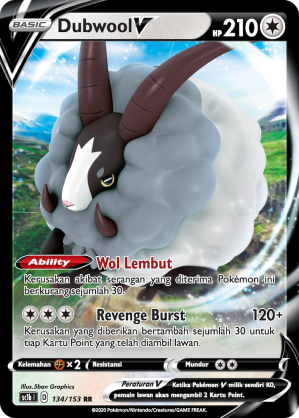 BASIC Dubwool V HP 210
Ability Wol Lembut
Kerusakan akibat serangan yang diterima Pokémon ini
berkurang sejumlah 30.
Revenge Burst 120+
Kerusakan yang diberikan bertambah sejumlah 30 untuk
tiap Kartu Point yang telah diambil lawan.
Kelemahan × 2 Resistansi Mundur
Illus. 5ban Graphics
sc1b I D 134/153 RR
Peraturan V Ketika Pokémon V milik sendiri KO,
pemain lawan akan mengambil 2 Kartu Point.
©2020 Pokémon/Nintendo/Creatures/GAME FREAK.